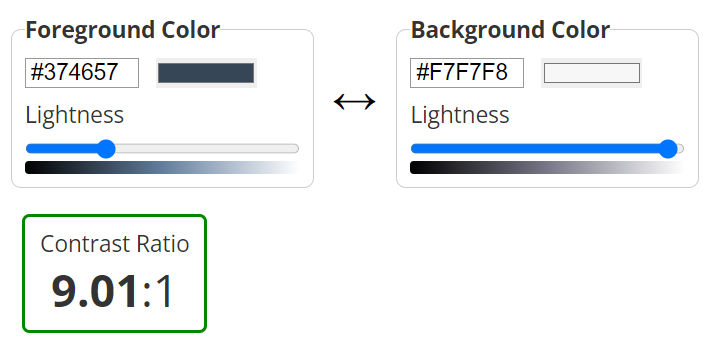 Foreground Color
#374657
Lightness
Background Color
#F7F7F8
Lightness
Contrast Ratio
9.01:1